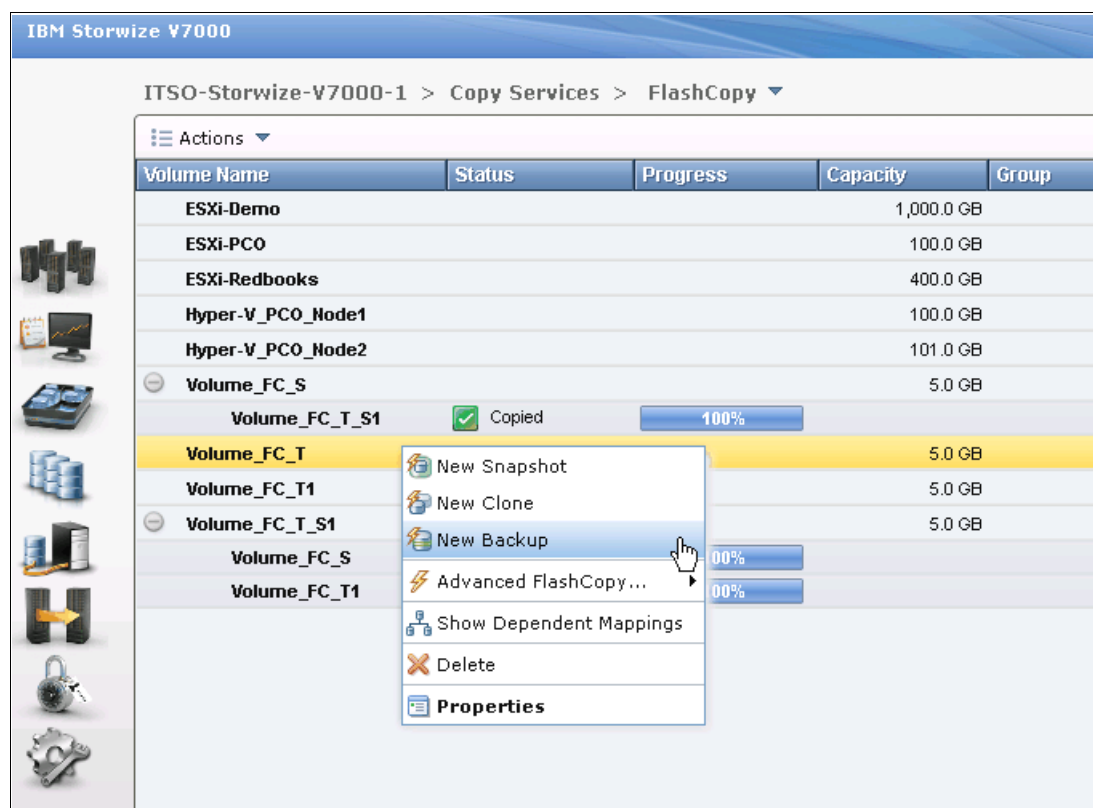 IBM Storwize V7000
ITSO-Storwize-V7000-1 > Copy Services > FlashCopy
Actions
Volume Name Status Progress Capacity Group
ESXi-Demo 1,000.0 GB
ESXi-PCO 100.0 GB
ESXi-Redbooks 400.0 GB
Hyper-V_PCO_Node1 100.0 GB
Hyper-V_PCO_Node2 101.0 GB
Volume_FC_S 5.0 GB
Volume_FC_T_S1 Copied 100%
Volume_FC_T 5.0 GB
Volume_FC_T1 5.0 GB
Volume_FC_T_S1 5.0 GB
Volume_FC_S 00%
Volume_FC_T1 00%
New Snapshot
New Clone
New Backup
Advanced FlashCopy...
Show Dependent Mappings
Delete
Properties